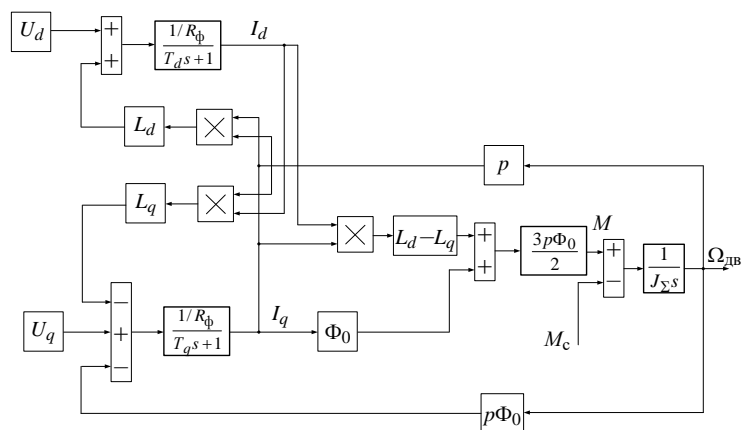 U_d
+
+
1/R_ф
T_d s+1
I_d
L_d
×
p
L_q
×
×
L_d−L_q
+
+
3pΦ_0
2
M
+
−
1
J_Σ s
Ω_дв
M_с
U_q
−
+
−
1/R_ф
T_q s+1
I_q
Φ_0
pΦ_0